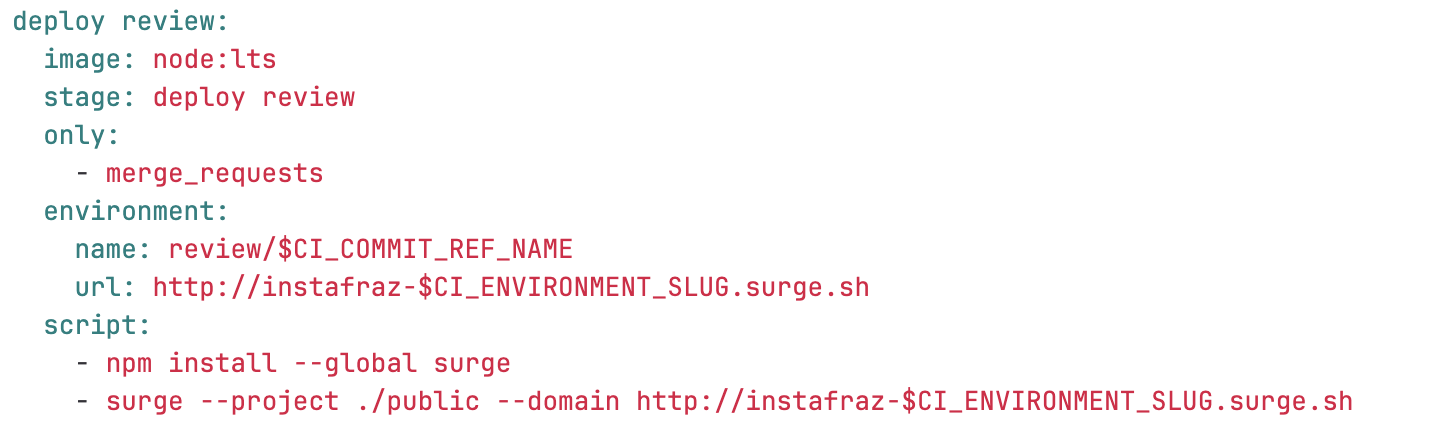 deploy review:
  image: node:lts
  stage: deploy review
  only:
    - merge_requests
  environment:
    name: review/$CI_COMMIT_REF_NAME
    url: http://instafraz-$CI_ENVIRONMENT_SLUG.surge.sh
  script:
    - npm install --global surge
    - surge --project ./public --domain http://instafraz-$CI_ENVIRONMENT_SLUG.surge.sh